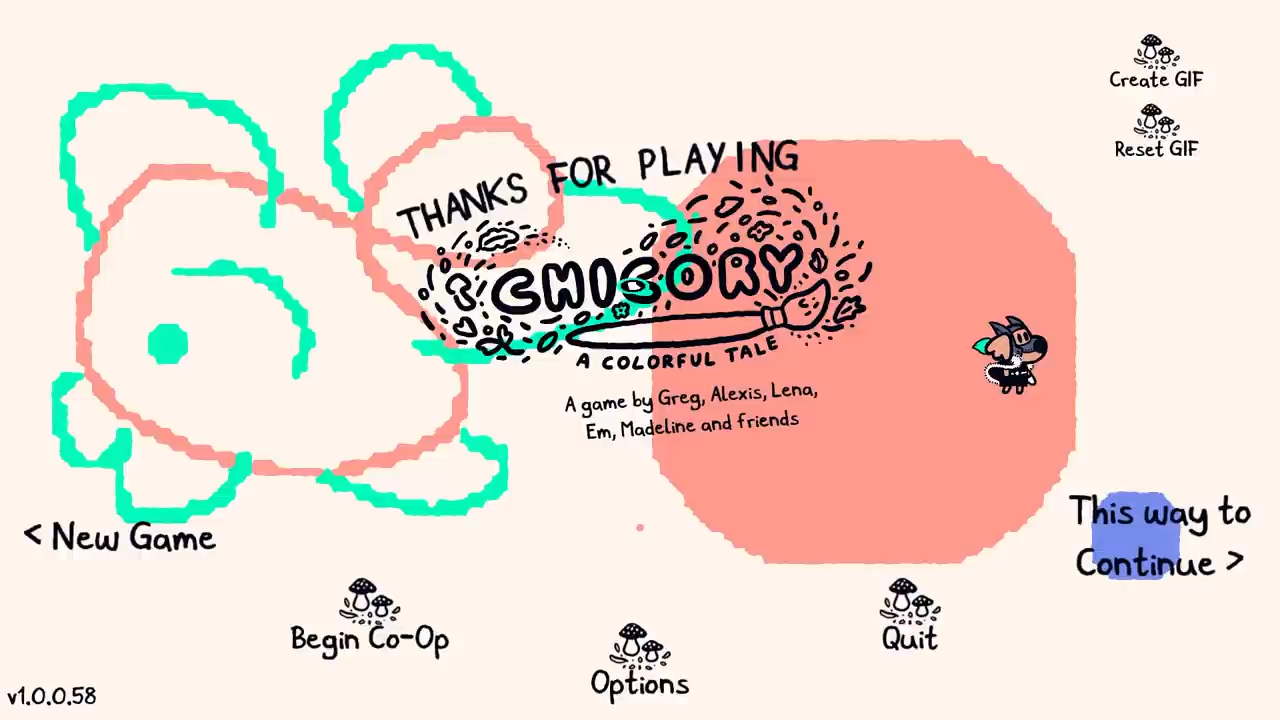 Create GIF
Reset GIF
THANKS FOR PLAYING
CHICORY
A COLORFUL TALE
A game by Greg, Alexis, Lena,
Em, Madeline and friends
< New Game
This way to
Continue >
Begin Co-Op
Quit
Options
v1.0.0.58